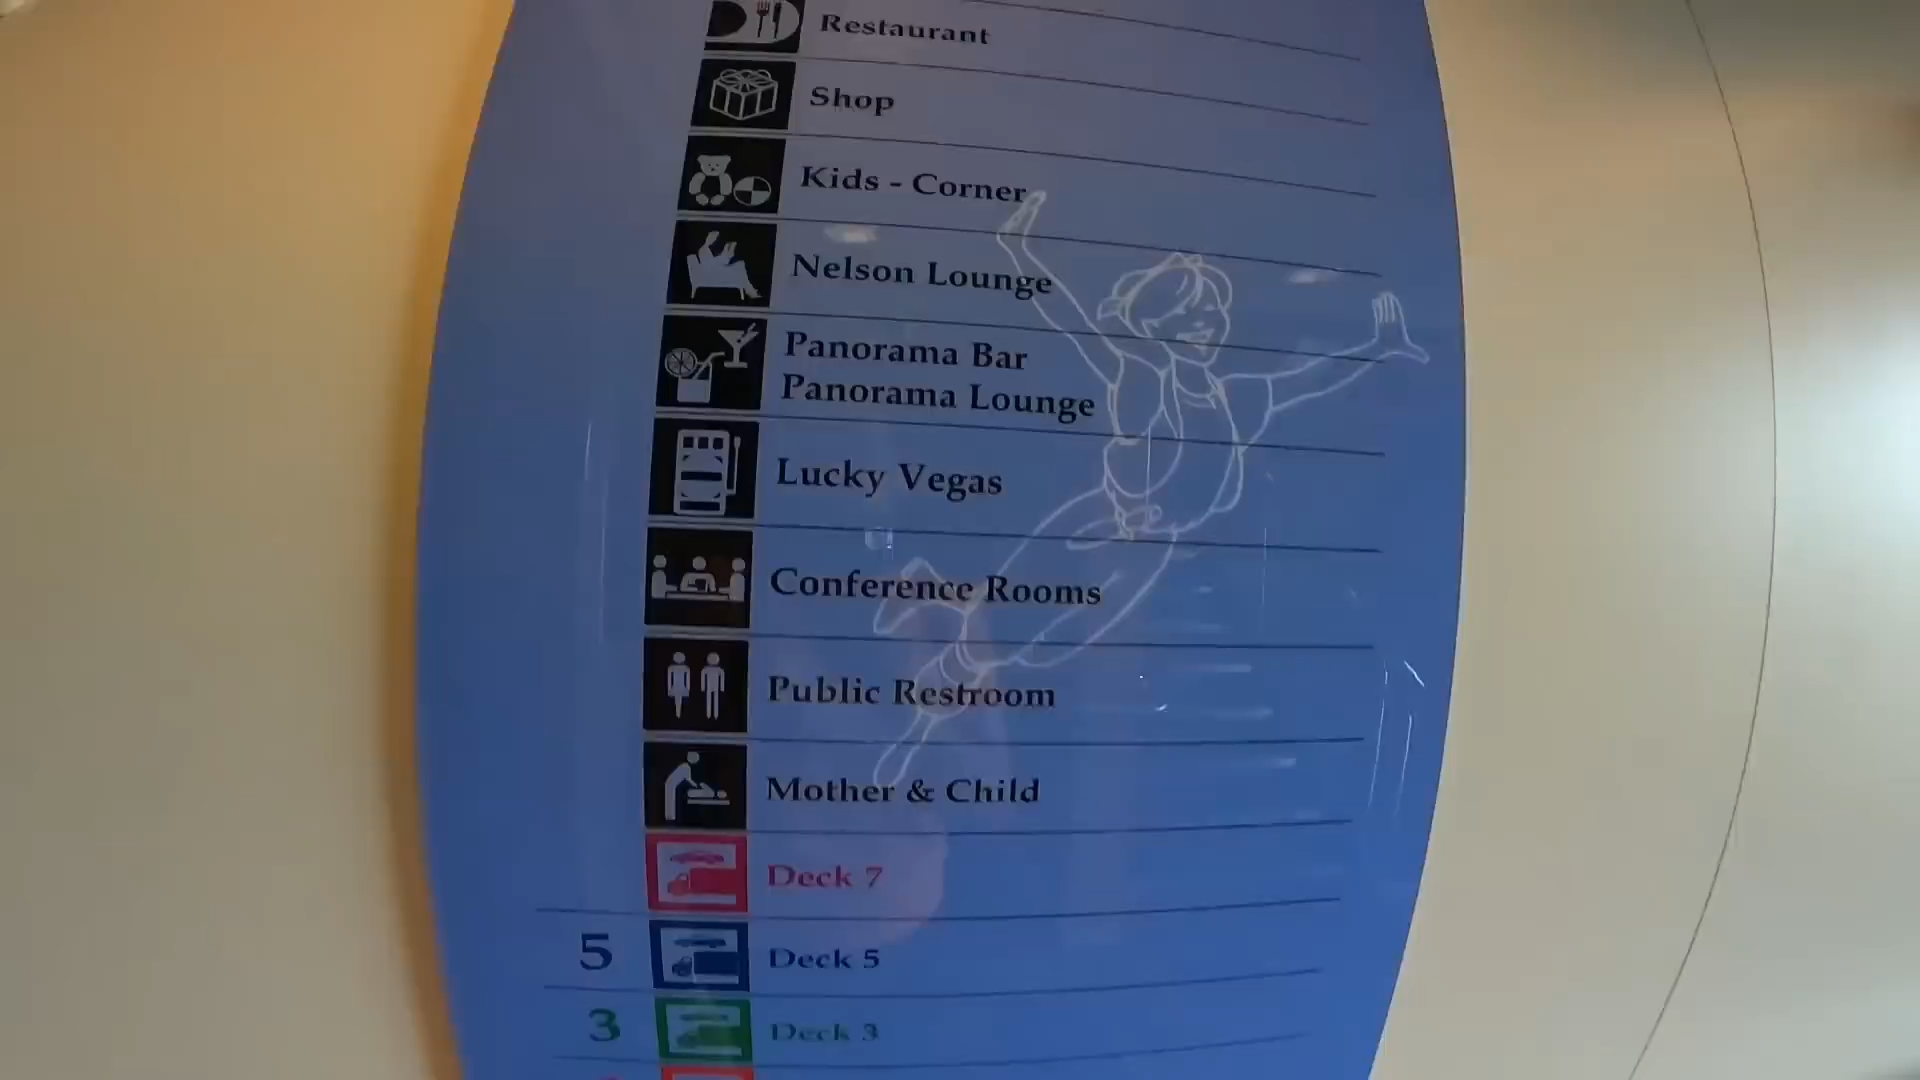 Restaurant
Shop
Kids - Corner
Nelson Lounge
Panorama Bar
Panorama Lounge
Lucky Vegas
Conference Rooms
Public Restroom
Mother & Child
Deck 7
5 Deck 5
3 Deck 3